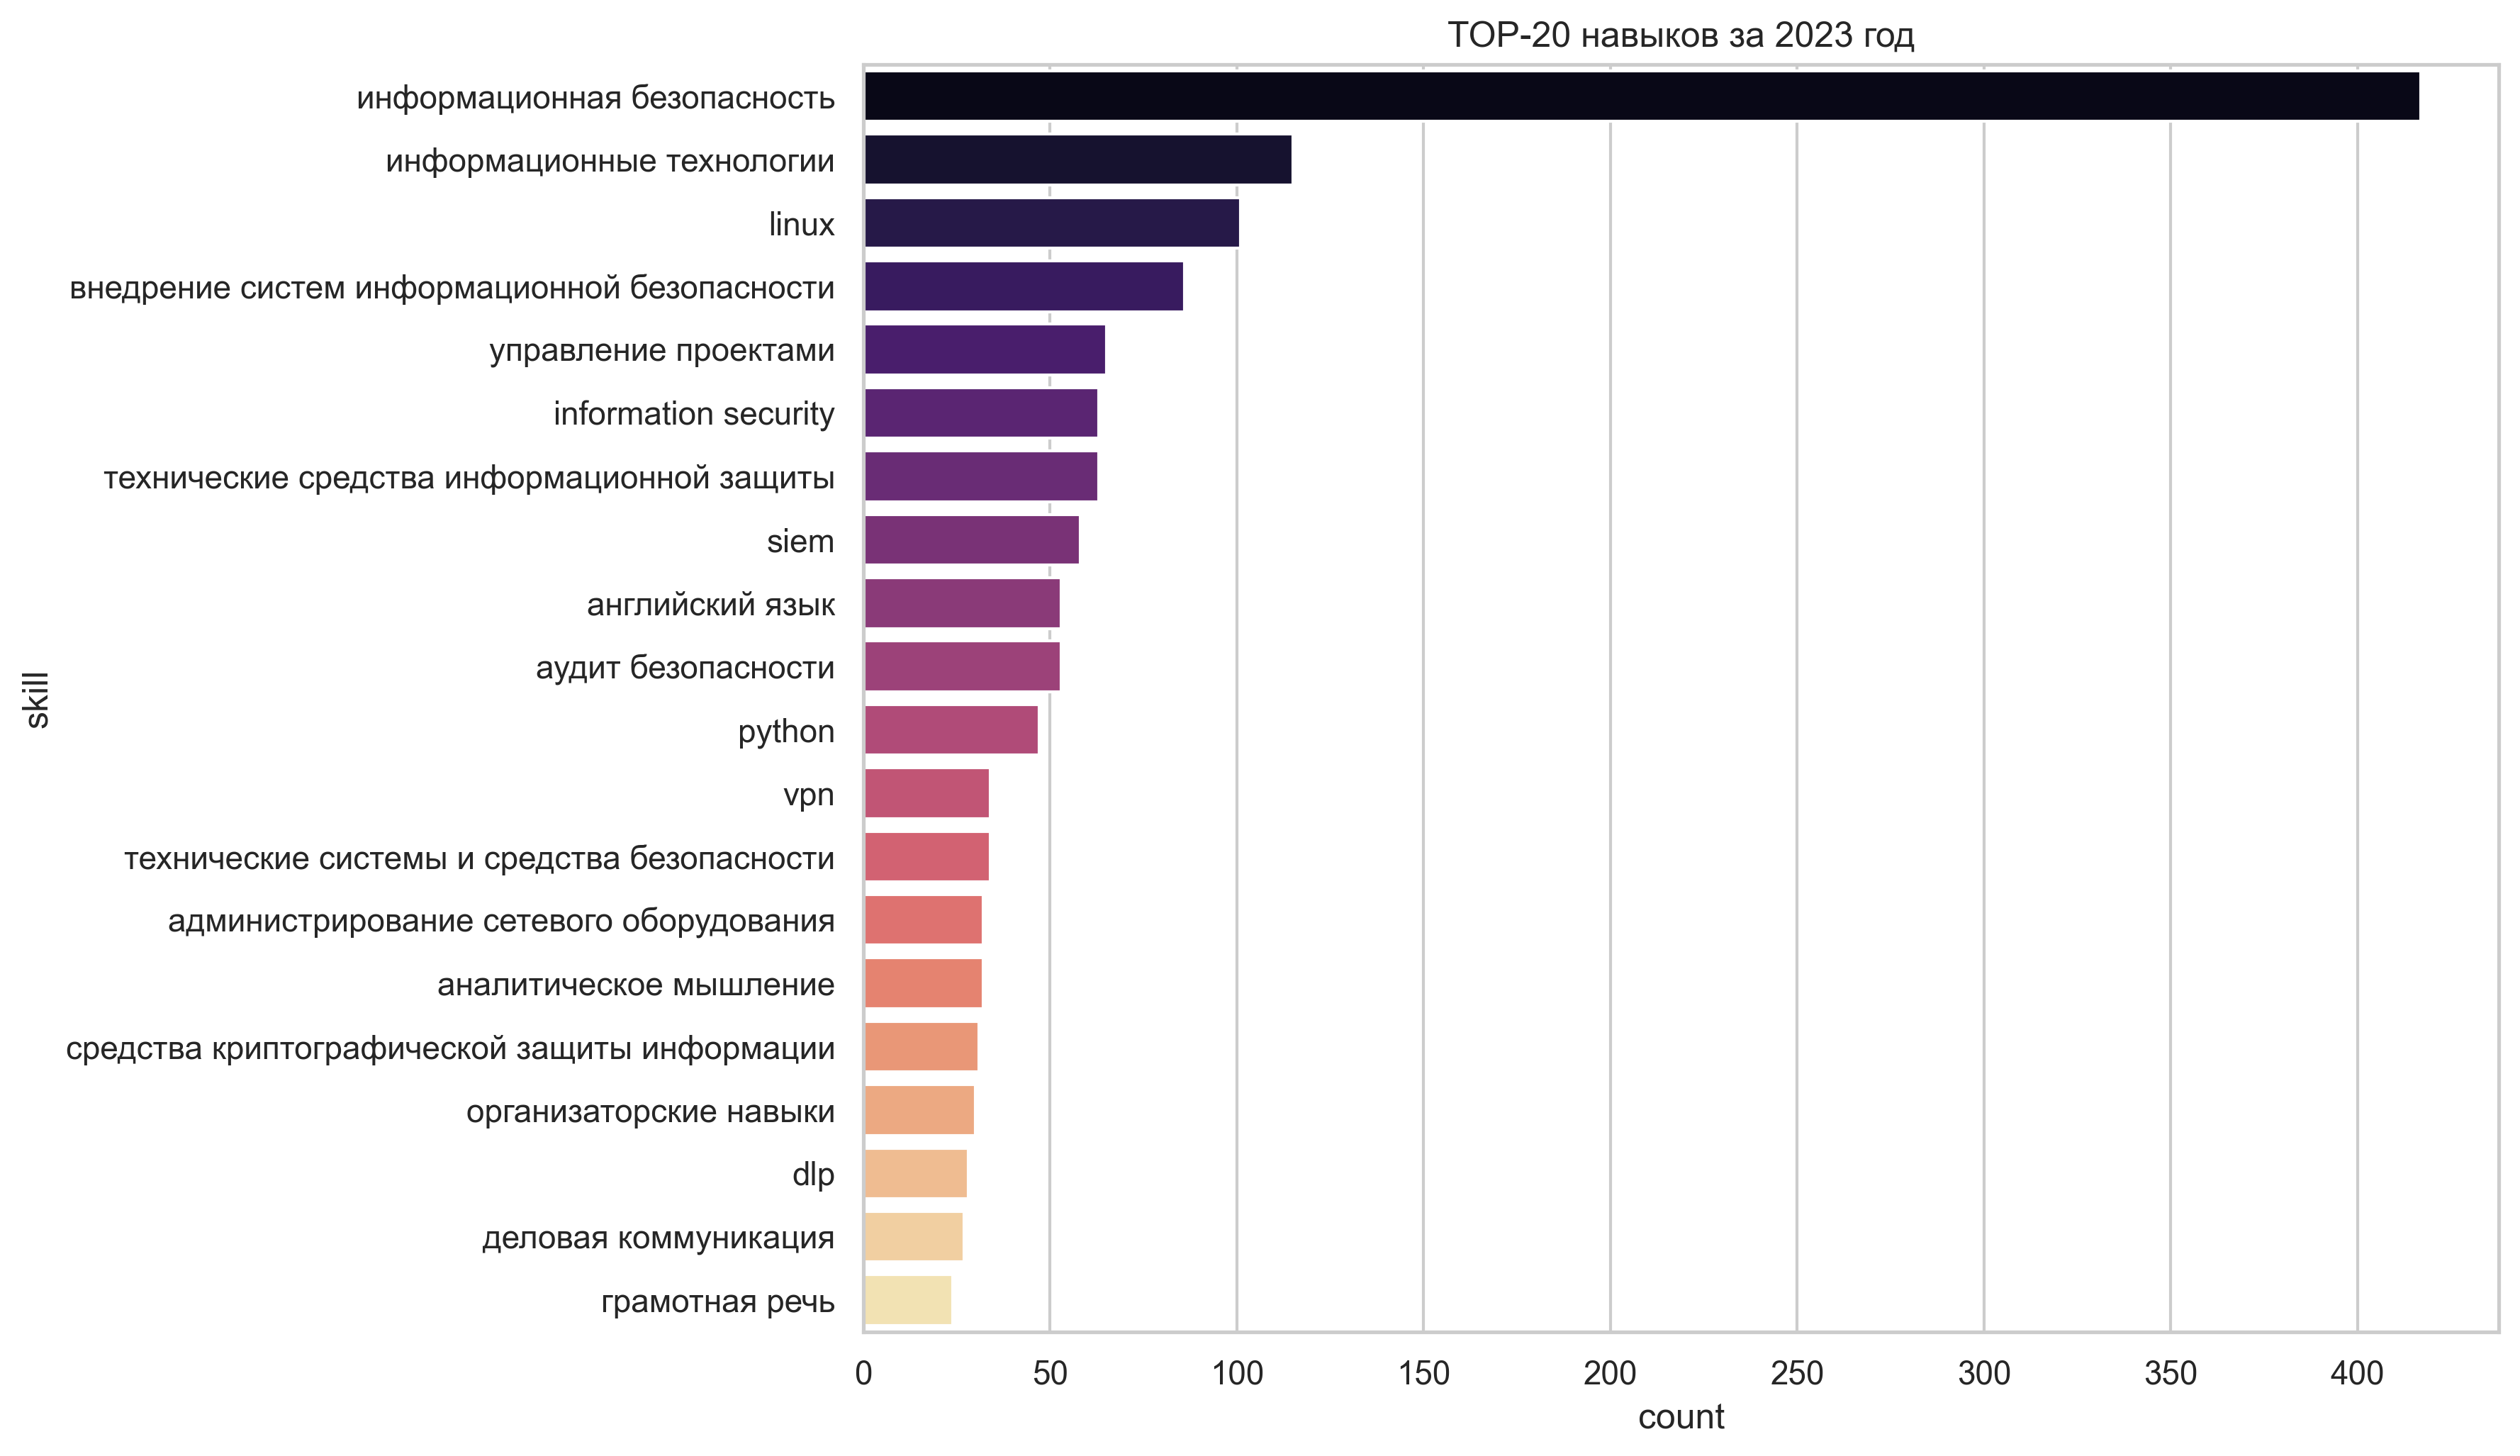 TOP-20 навыков за 2023 год
информационная безопасность
информационные технологии
linux
внедрение систем информационной безопасности
управление проектами
information security
технические средства информационной защиты
siem
английский язык
аудит безопасности
python
vpn
технические системы и средства безопасности
администрирование сетевого оборудования
аналитическое мышление
средства криптографической защиты информации
организаторские навыки
dlp
деловая коммуникация
грамотная речь
skill
0 50 100 150 200 250 300 350 400
count